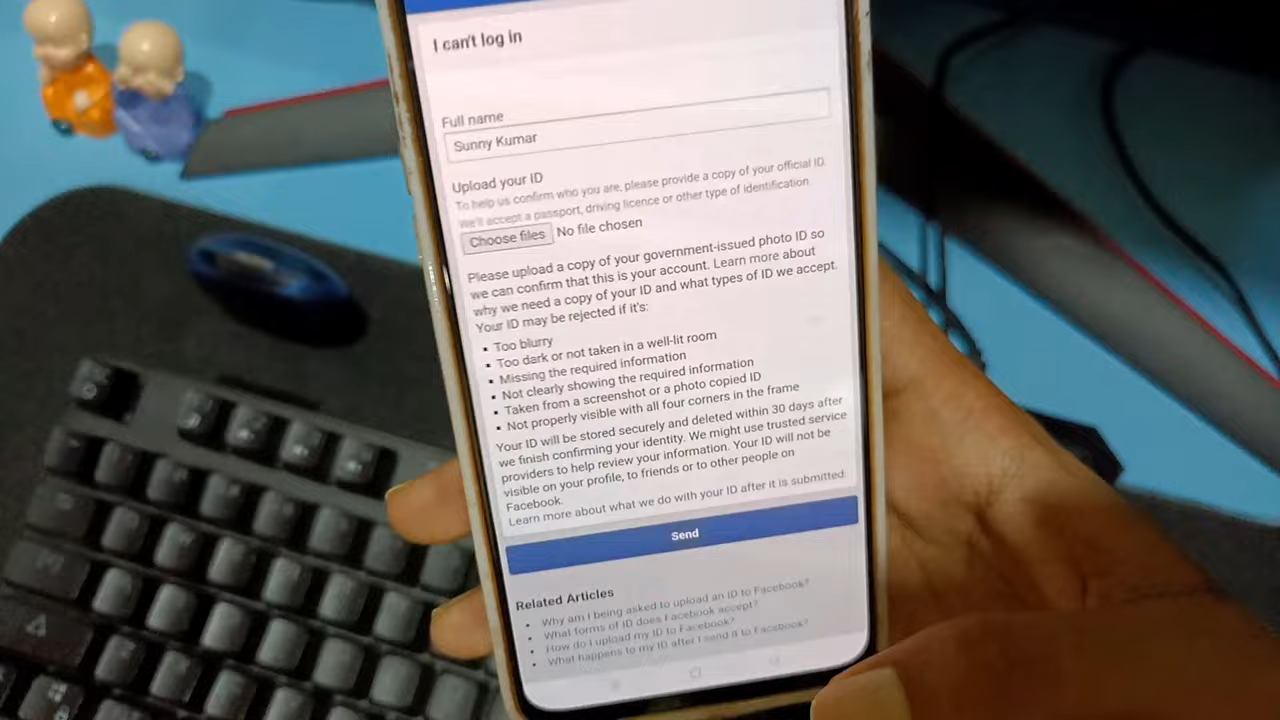 I can't log in
Full name
Sunny Kumar
Upload your ID
To help us confirm who you are, please provide a copy of your official ID.
We'll accept a passport, driving licence or other type of identification
Choose files No file chosen
Please upload a copy of your government-issued photo ID so
we can confirm that this is your account. Learn more about
why we need a copy of your ID and what types of ID we accept.
Your ID may be rejected if it's:
▪ Too blurry
▪ Too dark or not taken in a well-lit room
▪ Missing the required information
▪ Not clearly showing the required information
▪ Taken from a screenshot or a photo copied ID
▪ Not properly visible with all four corners in the frame
Your ID will be stored securely and deleted within 30 days after
we finish confirming your identity. We might use trusted service
providers to help review your information. Your ID will not be
visible on your profile, to friends or to other people on
Facebook.
Learn more about what we do with your ID after it is submitted.
Send
Related Articles
• Why am I being asked to upload an ID to Facebook?
• What forms of ID does Facebook accept?
• How do I upload my ID to Facebook?
• What happens to my ID after I send it to Facebook?